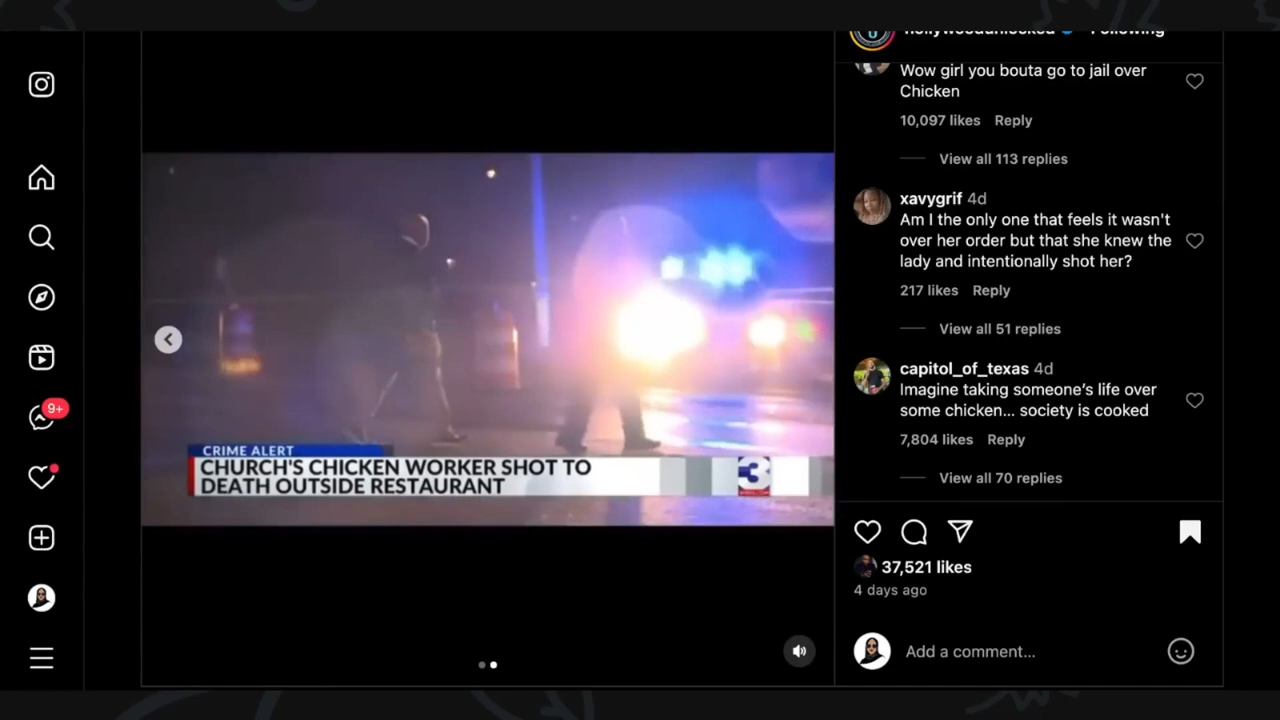 hollywoodunlocked Following
Wow girl you bouta go to jail over
Chicken
10,097 likes Reply
View all 113 replies
xavygrif 4d
Am I the only one that feels it wasn't
over her order but that she knew the
lady and intentionally shot her?
217 likes Reply
View all 51 replies
capitol_of_texas 4d
Imagine taking someone’s life over
some chicken... society is cooked
7,804 likes Reply
View all 70 replies
37,521 likes
4 days ago
Add a comment...
9+
CRIME ALERT
CHURCH'S CHICKEN WORKER SHOT TO
DEATH OUTSIDE RESTAURANT
3